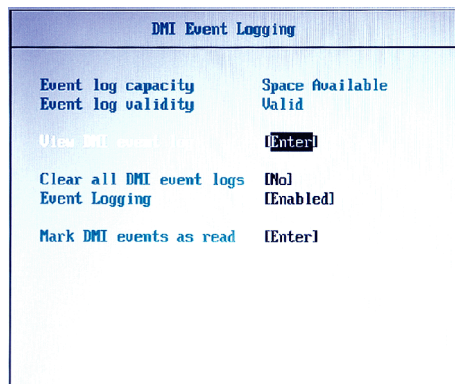 DMI Event Logging
Event log capacity Space Available
Event log validity Valid
View DMI event [Enter]
Clear all DMI event logs [No]
Event Logging [Enabled]
Mark DMI events as read [Enter]